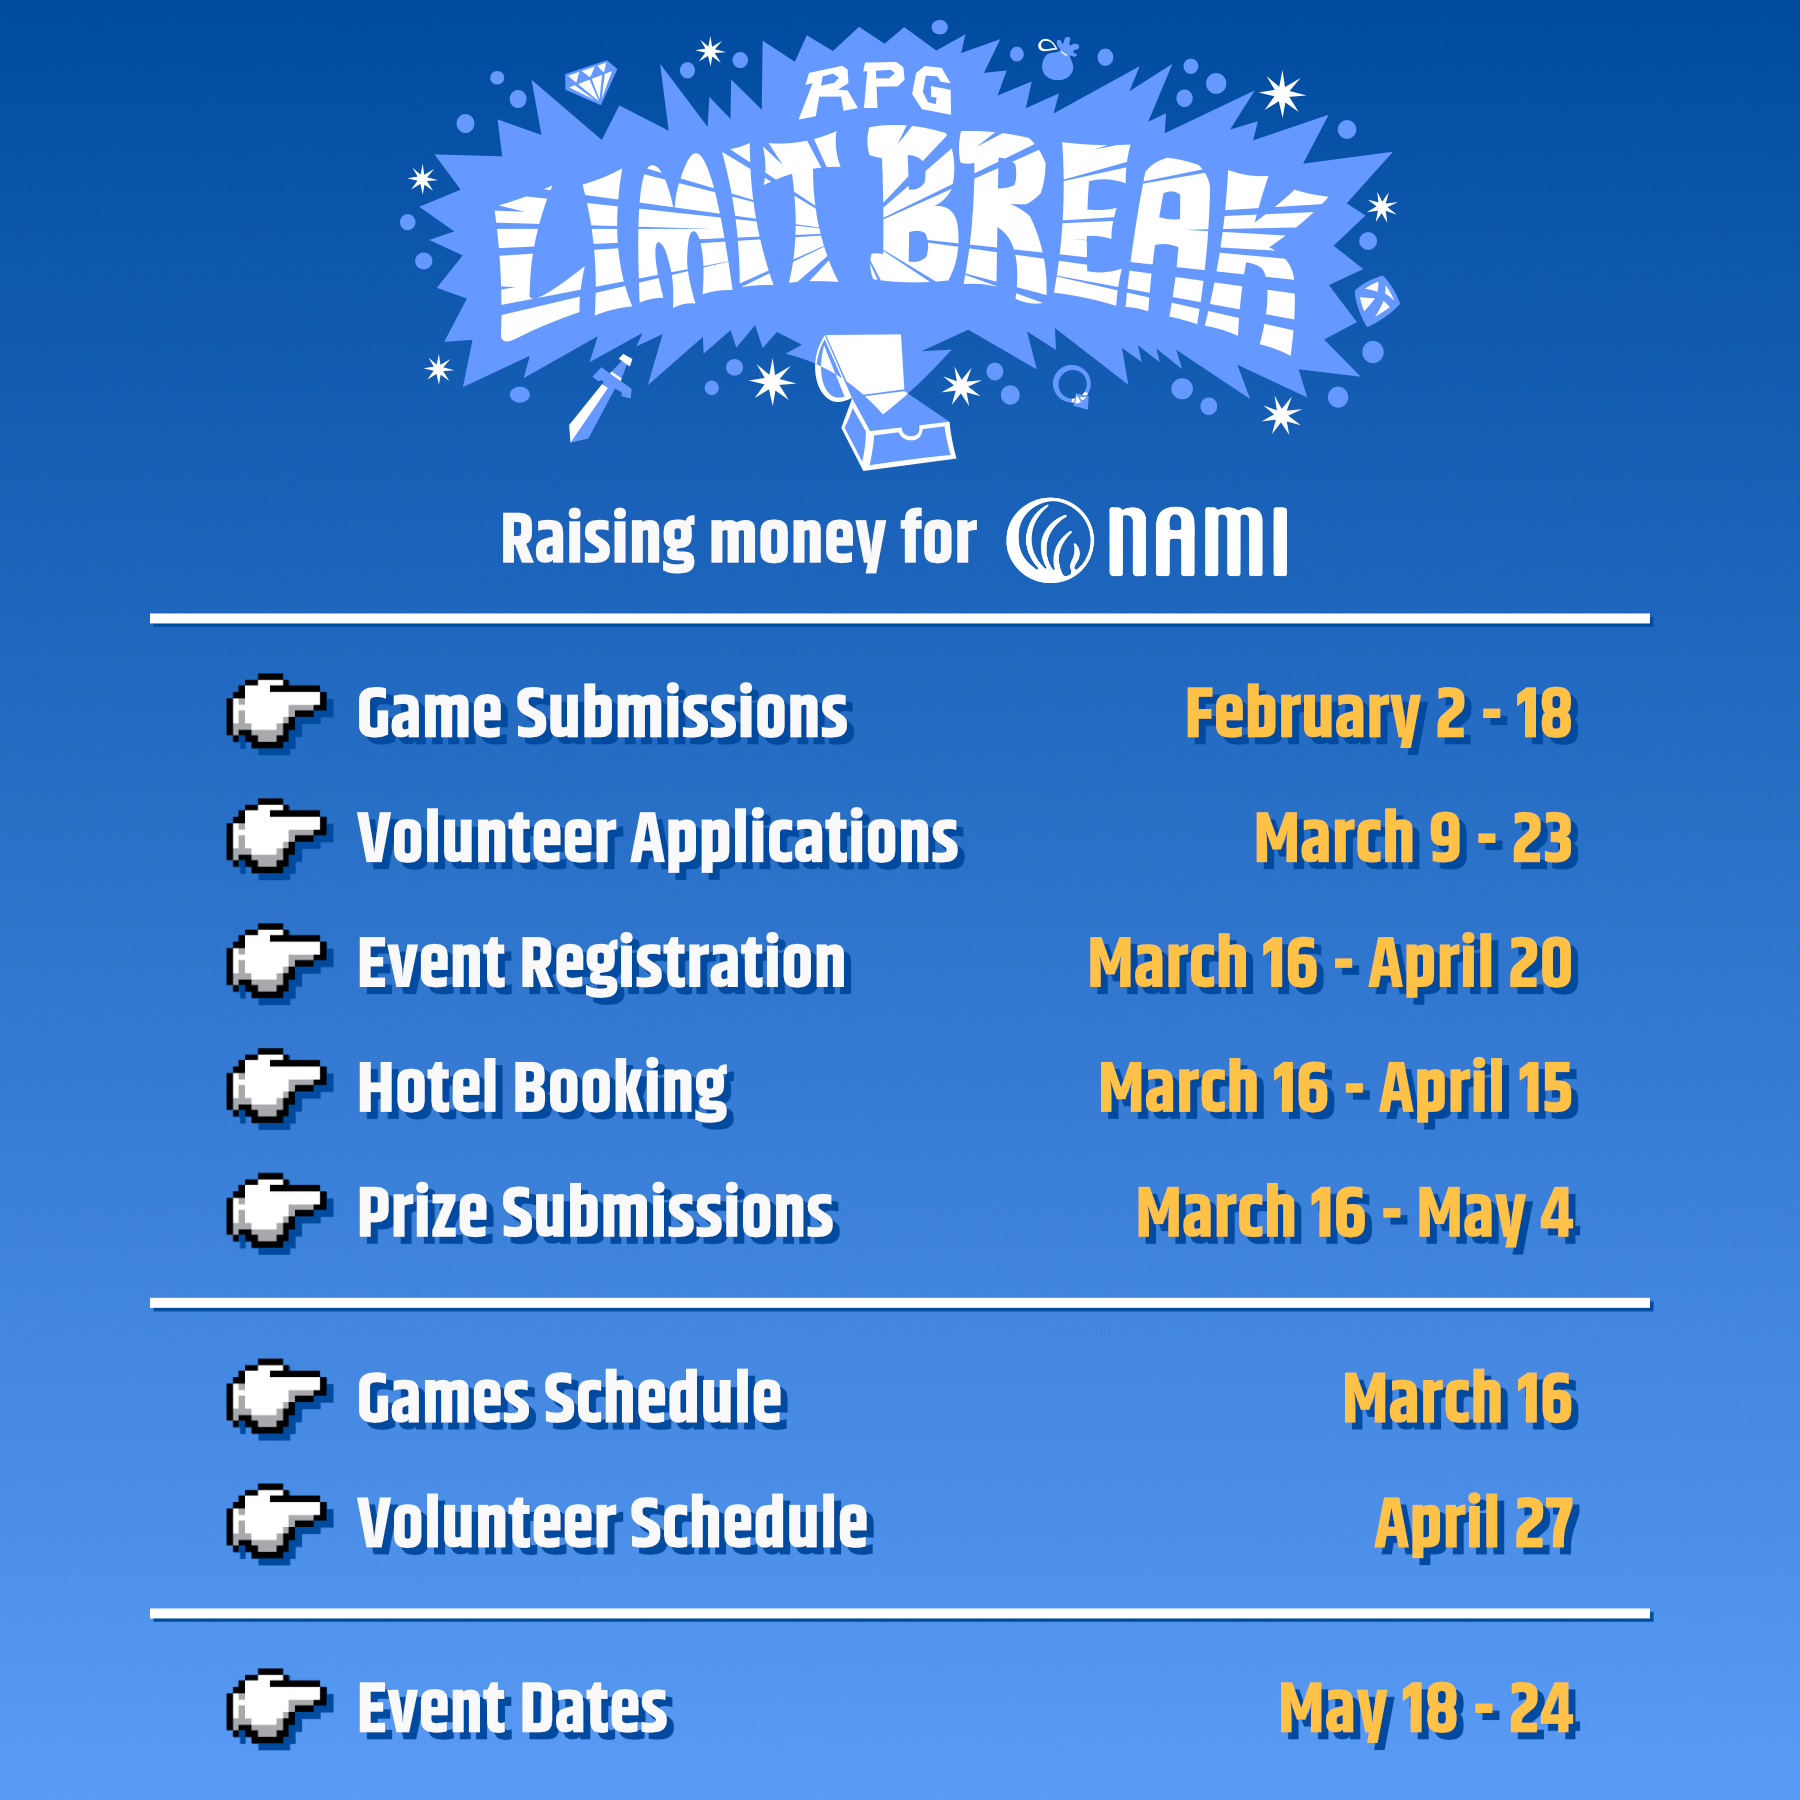 RPG
LIMIT BREAK
Raising money for NAMI
Game Submissions February 2 - 18
Volunteer Applications March 9 - 23
Event Registration March 16 - April 20
Hotel Booking March 16 - April 15
Prize Submissions March 16 - May 4
Games Schedule March 16
Volunteer Schedule April 27
Event Dates May 18 - 24